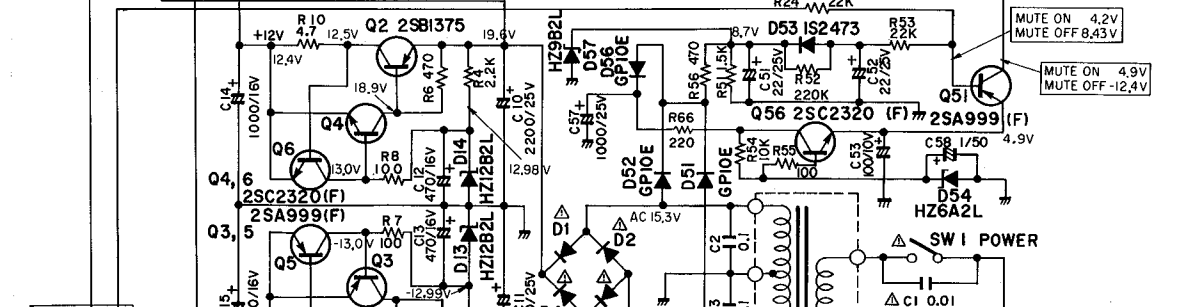 R24 22K
MUTE ON 4.2V
MUTE OFF 8.43V
R10
4.7
+12V
12.5V
12.4V
Q2 2SB1375
19.6V
HZ9B2L
D57
D56
GP10E
470
R56
8.7V
R51 1.5K
C51
22/25V
D53 1S2473
R52
220K
C52
22/25V
R53
22K
MUTE ON 4.9V
MUTE OFF -12.4V
C14
1000/16V
18.9V
R6 470
R4
2.2K
C10
2200/25V
C57
1000/25V
Q51
2SA999 (F)
4.9V
Q4
Q6
13.0V
R8
100
C12
470/16V
D14
HZ12B2L
12.98V
R66
220
Q56 2SC2320 (F)
R54
10K
R55
100
C53
100/10V
C58 1/50
D54
HZ6A2L
D52
GP10E
D51
GP10E
Q4, 6
2SC2320(F)
2SA999(F)
Q3, 5
-13.0V
R7
100
C13
470/16V
D13
HZ12B2L
AC 15.3V
D1
D2
C2
0.1
SW1 POWER
Q5
Q3
-12.99V
C1 0.01